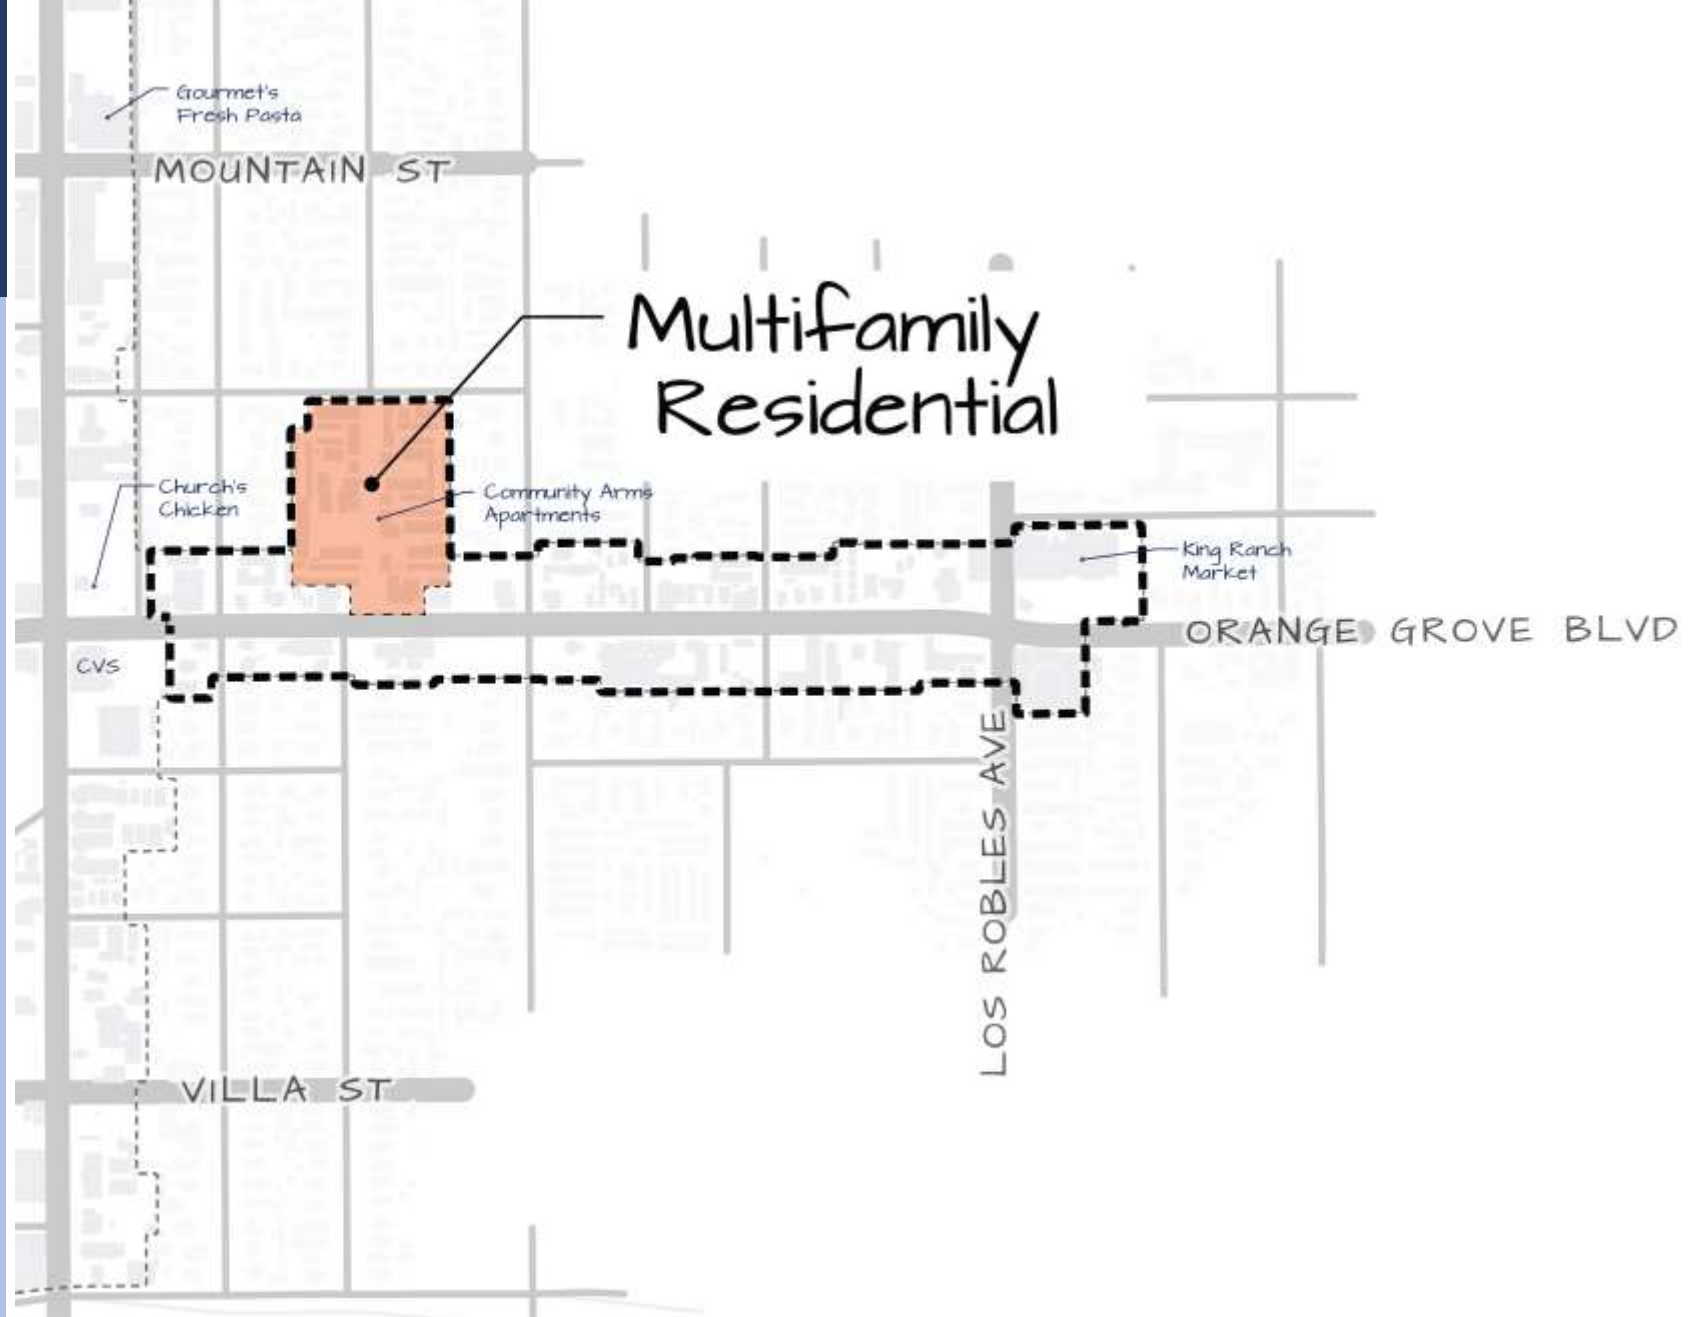 Gourmet's
Fresh Pasta
MOUNTAIN ST
Multifamily
Residential
Church's
Chicken
Community Arms
Apartments
King Ranch
Market
ORANGE GROVE BLVD
CVS
LOS ROBLES AVE
VILLA ST